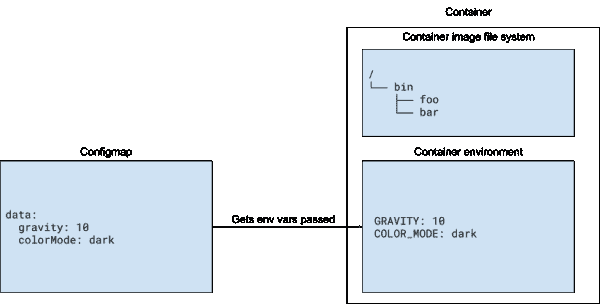 Container
Container image file system
/
└── bin
    ├── foo
    └── bar
Configmap
data:
  gravity: 10
  colorMode: dark
Gets env vars passed
Container environment
GRAVITY: 10
COLOR_MODE: dark